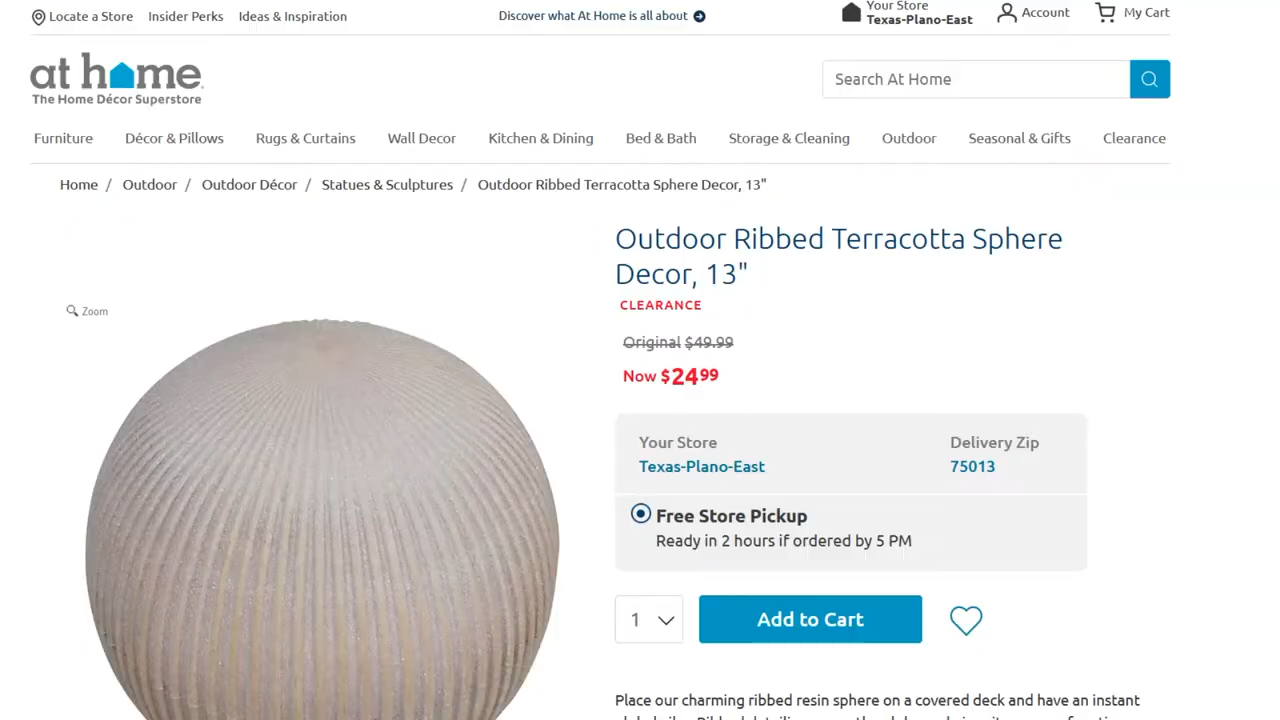 Locate a Store Insider Perks Ideas & Inspiration Discover what At Home is all about Your Store Account My Cart
Texas-Plano-East
at home
The Home Décor Superstore
Search At Home
Furniture Décor & Pillows Rugs & Curtains Wall Decor Kitchen & Dining Bed & Bath Storage & Cleaning Outdoor Seasonal & Gifts Clearance
Home / Outdoor / Outdoor Décor / Statues & Sculptures / Outdoor Ribbed Terracotta Sphere Decor, 13"
Outdoor Ribbed Terracotta Sphere
Decor, 13"
CLEARANCE
Zoom
Original $49.99
Now $24.99
Your Store Delivery Zip
Texas-Plano-East 75013
Free Store Pickup
Ready in 2 hours if ordered by 5 PM
1 Add to Cart
Place our charming ribbed resin sphere on a covered deck and have an instant